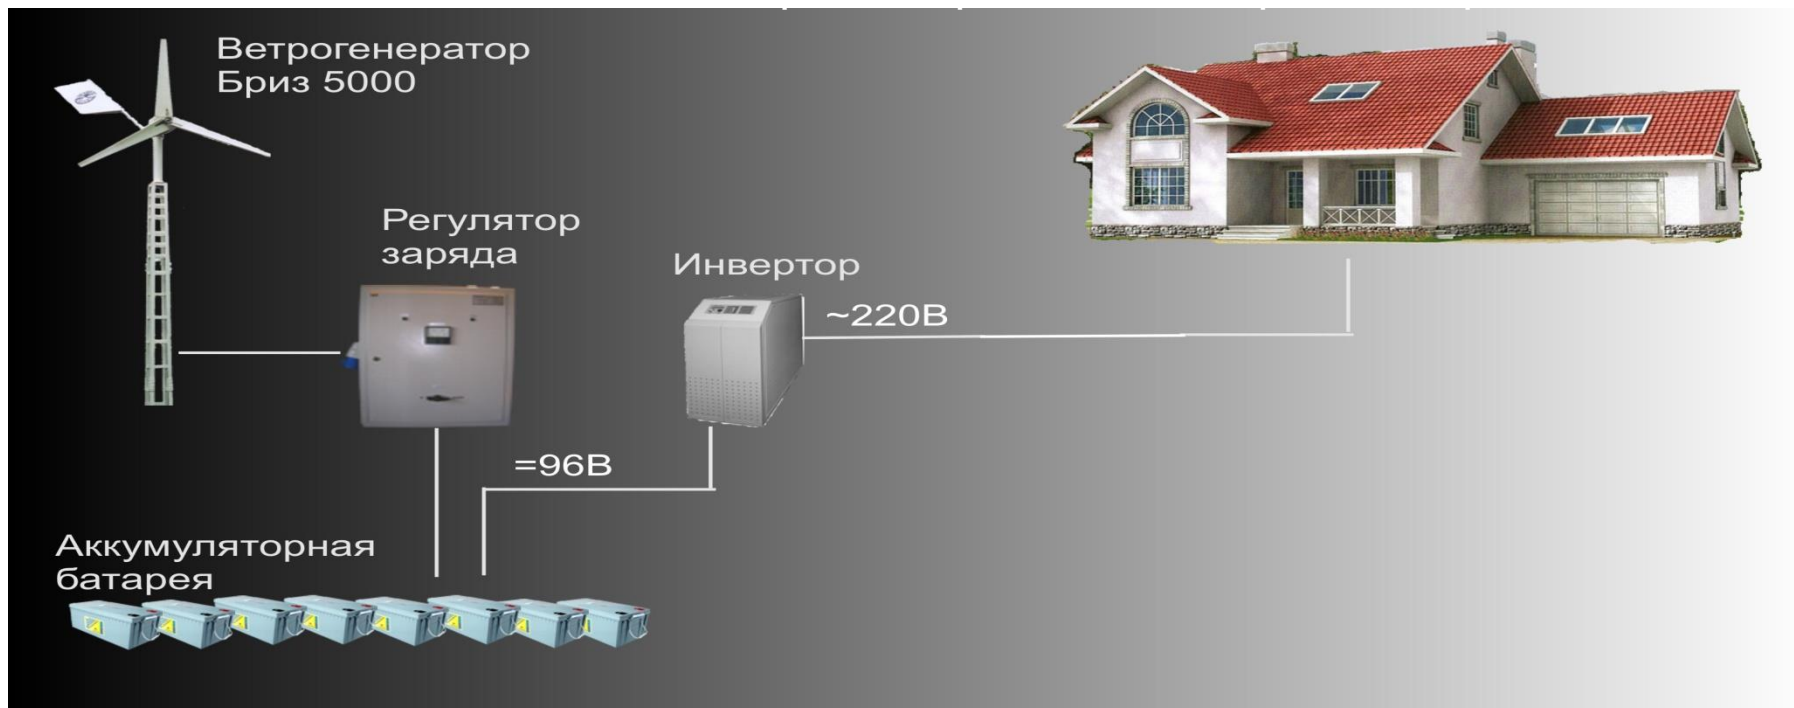 Ветрогенератор
Бриз 5000
Регулятор
заряда
Инвертор
~220В
=96В
Аккумуляторная
батарея